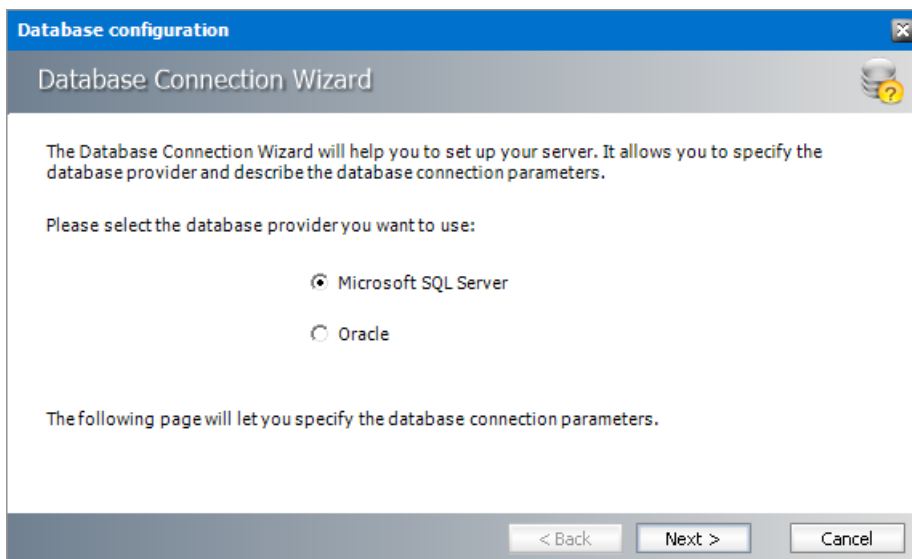 Database configuration
Database Connection Wizard
The Database Connection Wizard will help you to set up your server. It allows you to specify the
database provider and describe the database connection parameters.
Please select the database provider you want to use:
Microsoft SQL Server
Oracle
The following page will let you specify the database connection parameters.
< Back
Next >
Cancel